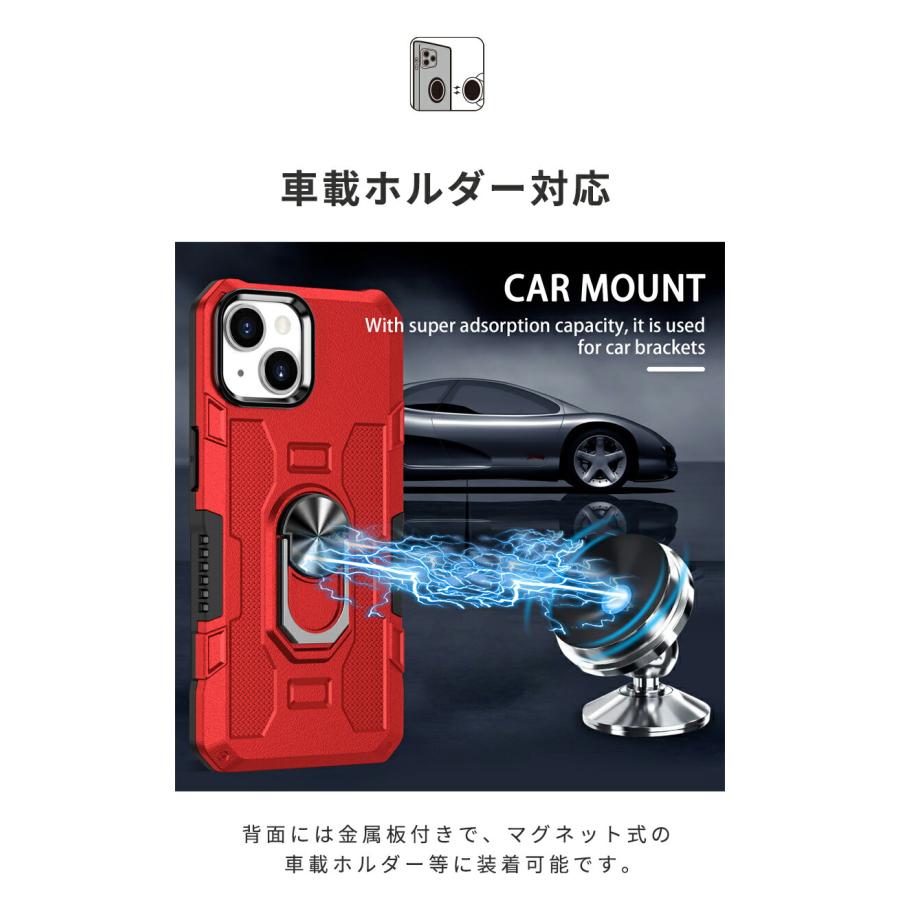 車載ホルダー対応
CAR MOUNT
With super adsorption capacity, it is used
for car brackets
背面には金属板付きで、マグネット式の
車載ホルダー等に装着可能です。